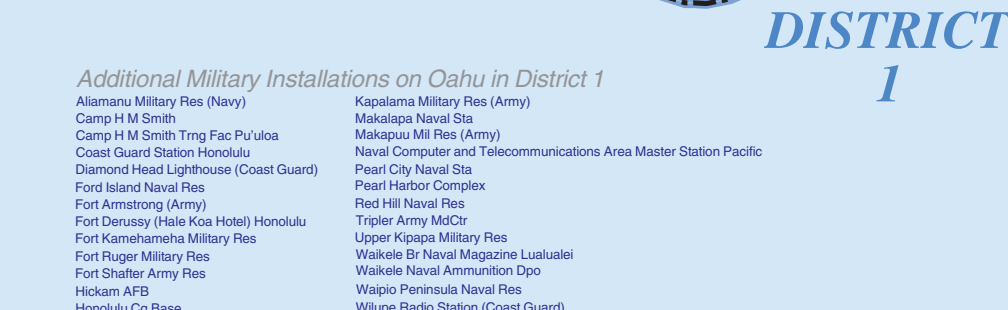 DISTRICT
1
Additional Military Installations on Oahu in District 1
Aliamanu Military Res (Navy)
Camp H M Smith
Camp H M Smith Trng Fac Pu'uloa
Coast Guard Station Honolulu
Diamond Head Lighthouse (Coast Guard)
Ford Island Naval Res
Fort Armstrong (Army)
Fort Derussy (Hale Koa Hotel) Honolulu
Fort Kamehameha Military Res
Fort Ruger Military Res
Fort Shafter Army Res
Hickam AFB
Honolulu Cg Base
Kapalama Military Res (Army)
Makalapa Naval Sta
Makapuu Mil Res (Army)
Naval Computer and Telecommunications Area Master Station Pacific
Pearl City Naval Sta
Pearl Harbor Complex
Red Hill Naval Res
Tripler Army MdCtr
Upper Kipapa Military Res
Waikele Br Naval Magazine Lualualei
Waikele Naval Ammunition Dpo
Waipio Peninsula Naval Res
Wilupe Radio Station (Coast Guard)